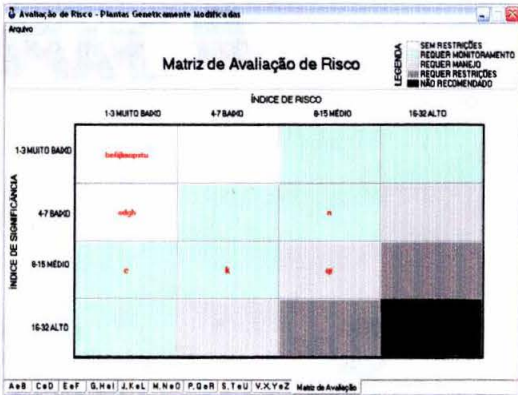 Avaliação de Risco - Plantas Geneticamente Modificadas
Arquivo
Matriz de Avaliação de Risco
LEGENDA
SEM RESTRIÇÕES
REQUER MONITORAMENTO
REQUER MANEJO
REQUER RESTRIÇÕES
NÃO RECOMENDADO
ÍNDICE DE RISCO
1-3 MUITO BAIXO 4-7 BAIXO 8-15 MÉDIO 16-32 ALTO
ÍNDICE DE SIGNIFICÂNCIA
1-3 MUITO BAIXO
4-7 BAIXO n
8-15 MÉDIO k
16-32 ALTO
A e B C e D E e F G, H e I J, K e L M, N e O P, Q e R S, T e U V, X, Y e Z Matriz de Avaliação